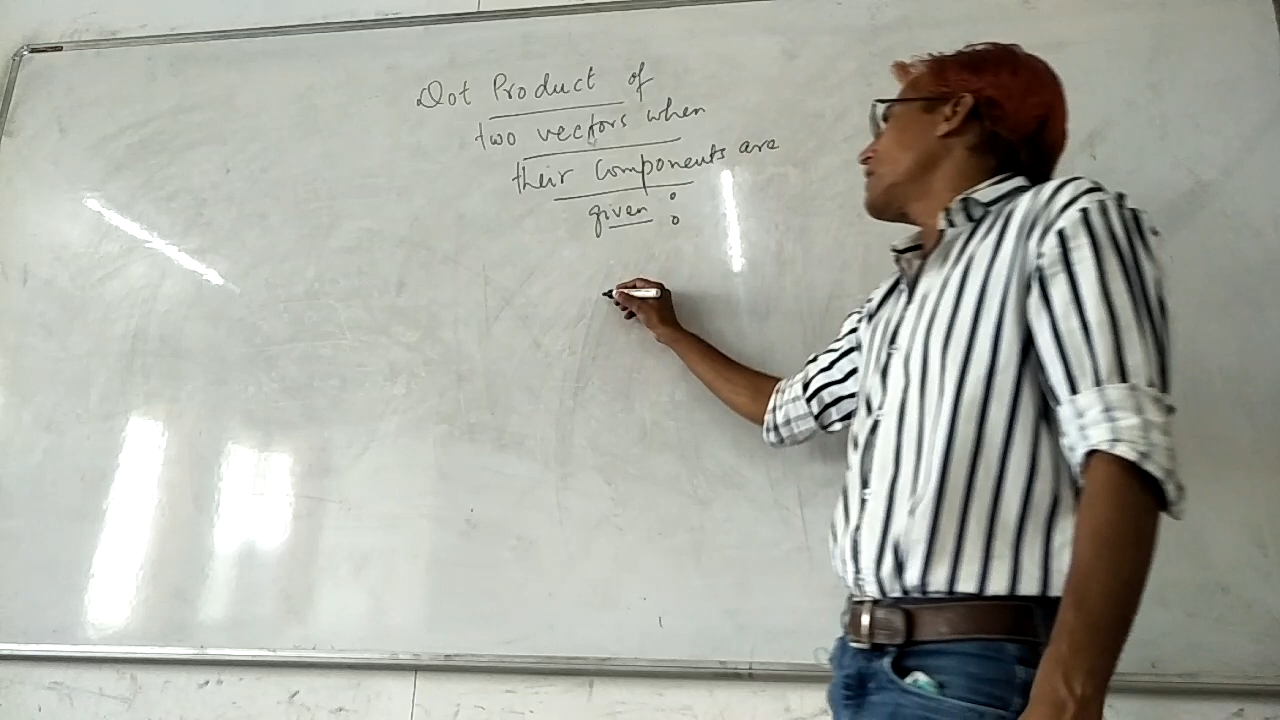 Dot Product of
two vectors when
their components are
given :